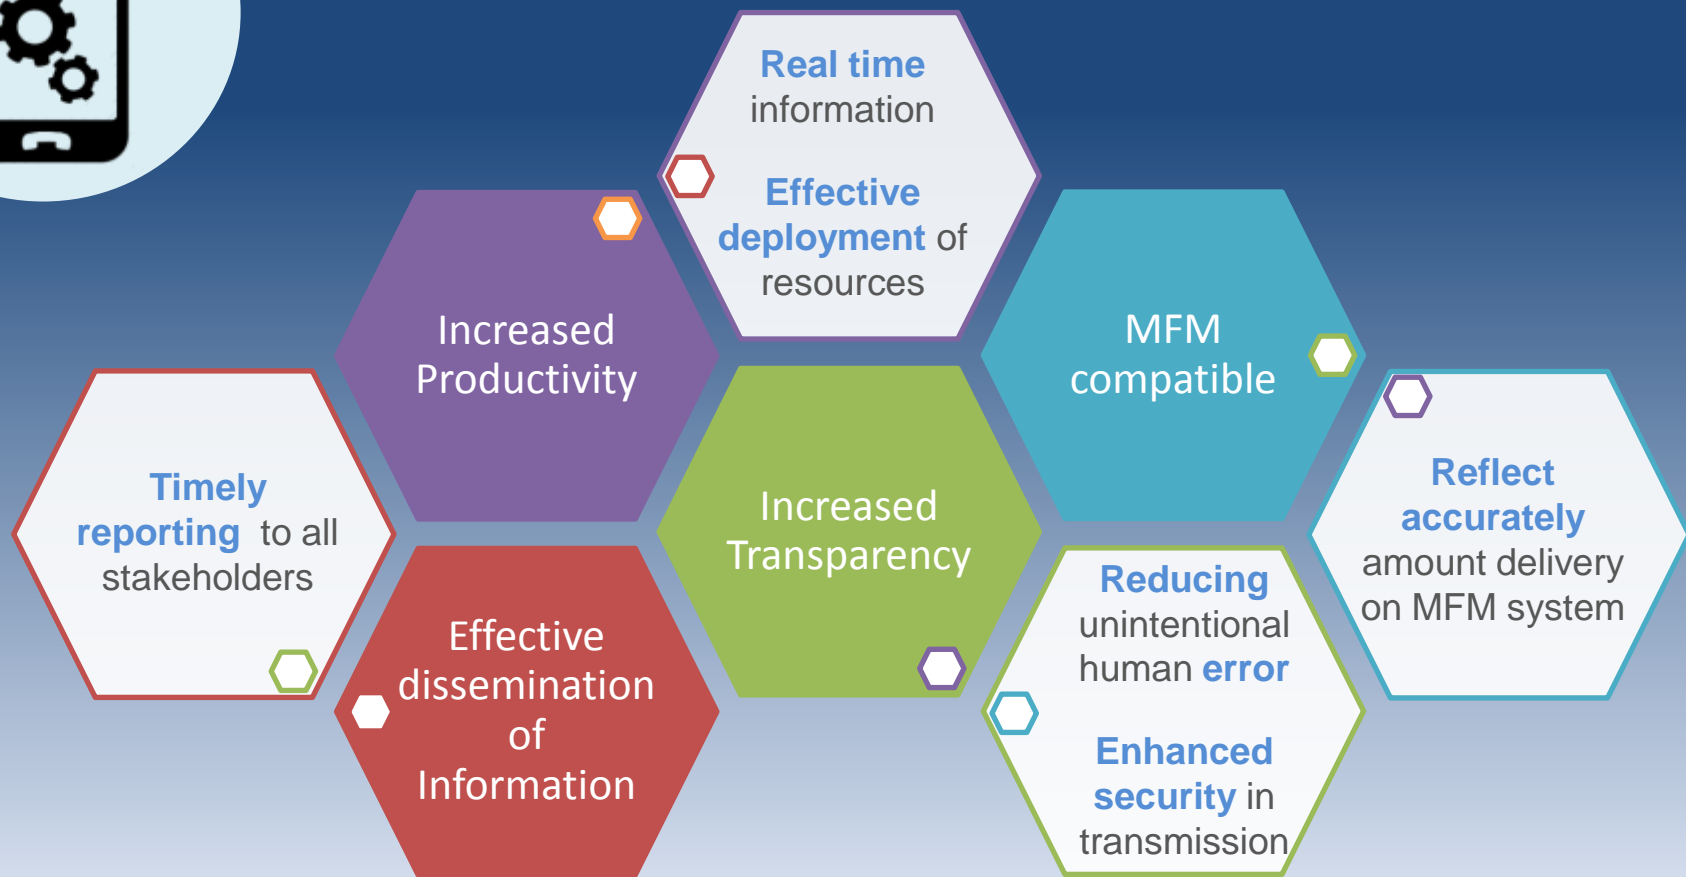 Real time
information
Effective
deployment of
resources
Increased
Productivity
MFM
compatible
Timely
reporting to all
stakeholders
Increased
Transparency
Reflect
accurately
amount delivery
on MFM system
Effective
dissemination
of
Information
Reducing
unintentional
human error
Enhanced
security in
transmission